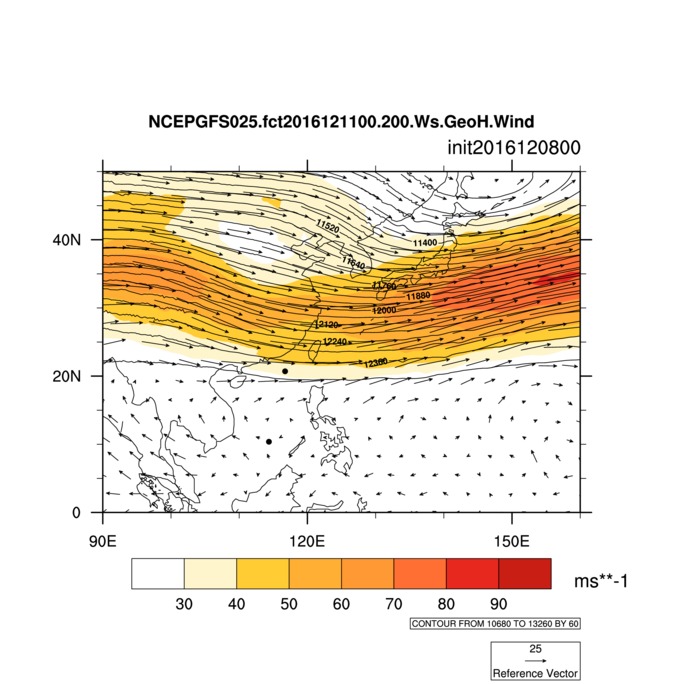 NCEPGFS025.fct2016121100.200.Ws.GeoH.Wind
init2016120800
11520
11400
11640
11760
11880
12000
12120
12240
12360
40N
20N
0
90E 120E 150E
30 40 50 60 70 80 90
ms**-1
CONTOUR FROM 10680 TO 13260 BY 60
25
Reference Vector